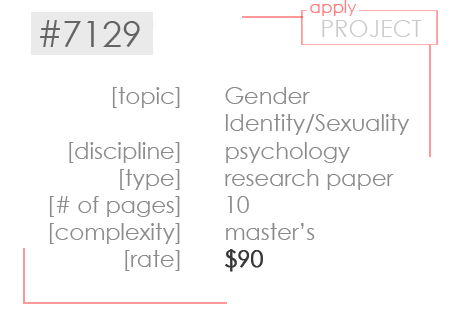 #7129
apply
PROJECT
[topic] Gender
Identity/Sexuality
[discipline] psychology
[type] research paper
[# of pages] 10
[complexity] master's
[rate] $90